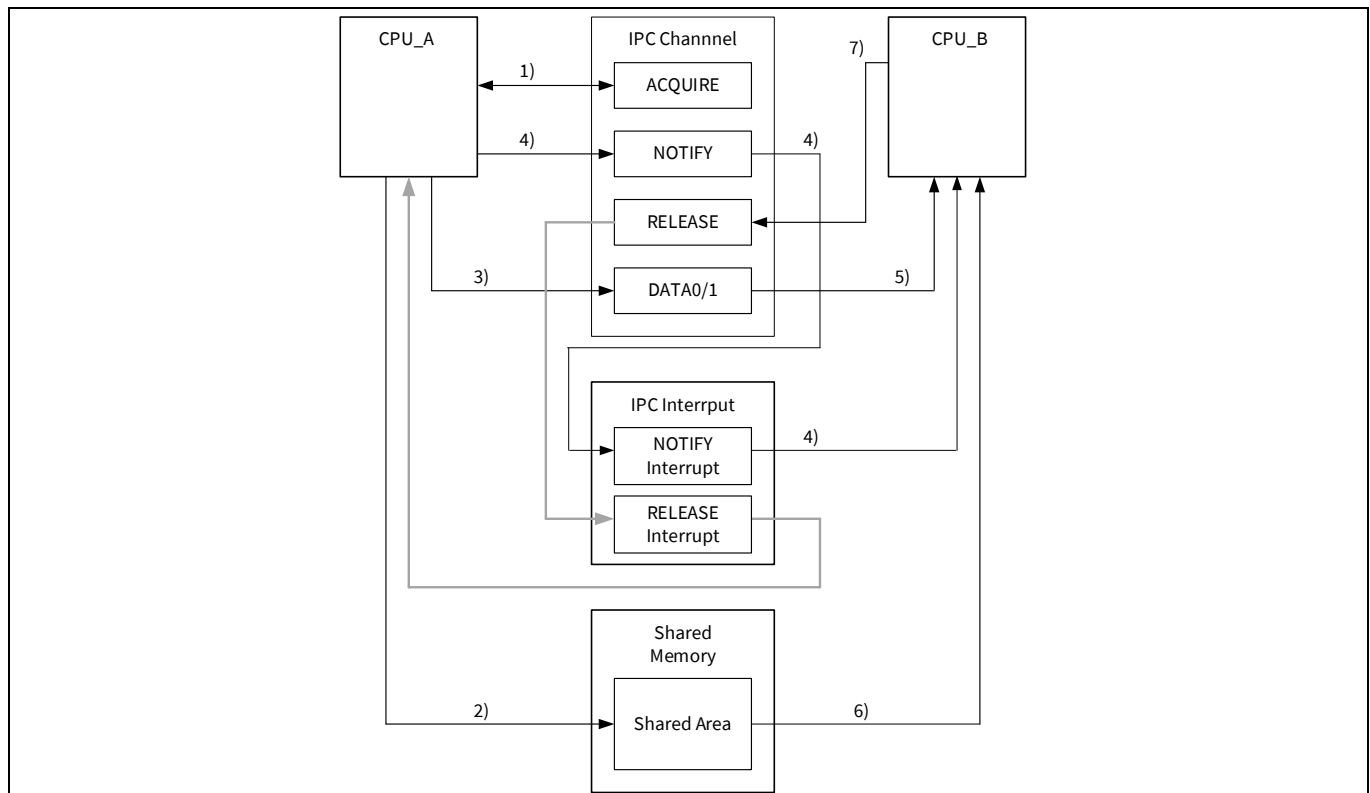 CPU_A
IPC Channnel
CPU_B
7)
1)
ACQUIRE
4)
NOTIFY
4)
RELEASE
3)
DATA0/1
5)
IPC Interrput
NOTIFY
Interrupt
4)
RELEASE
Interrupt
Shared
Memory
2)
Shared Area
6)